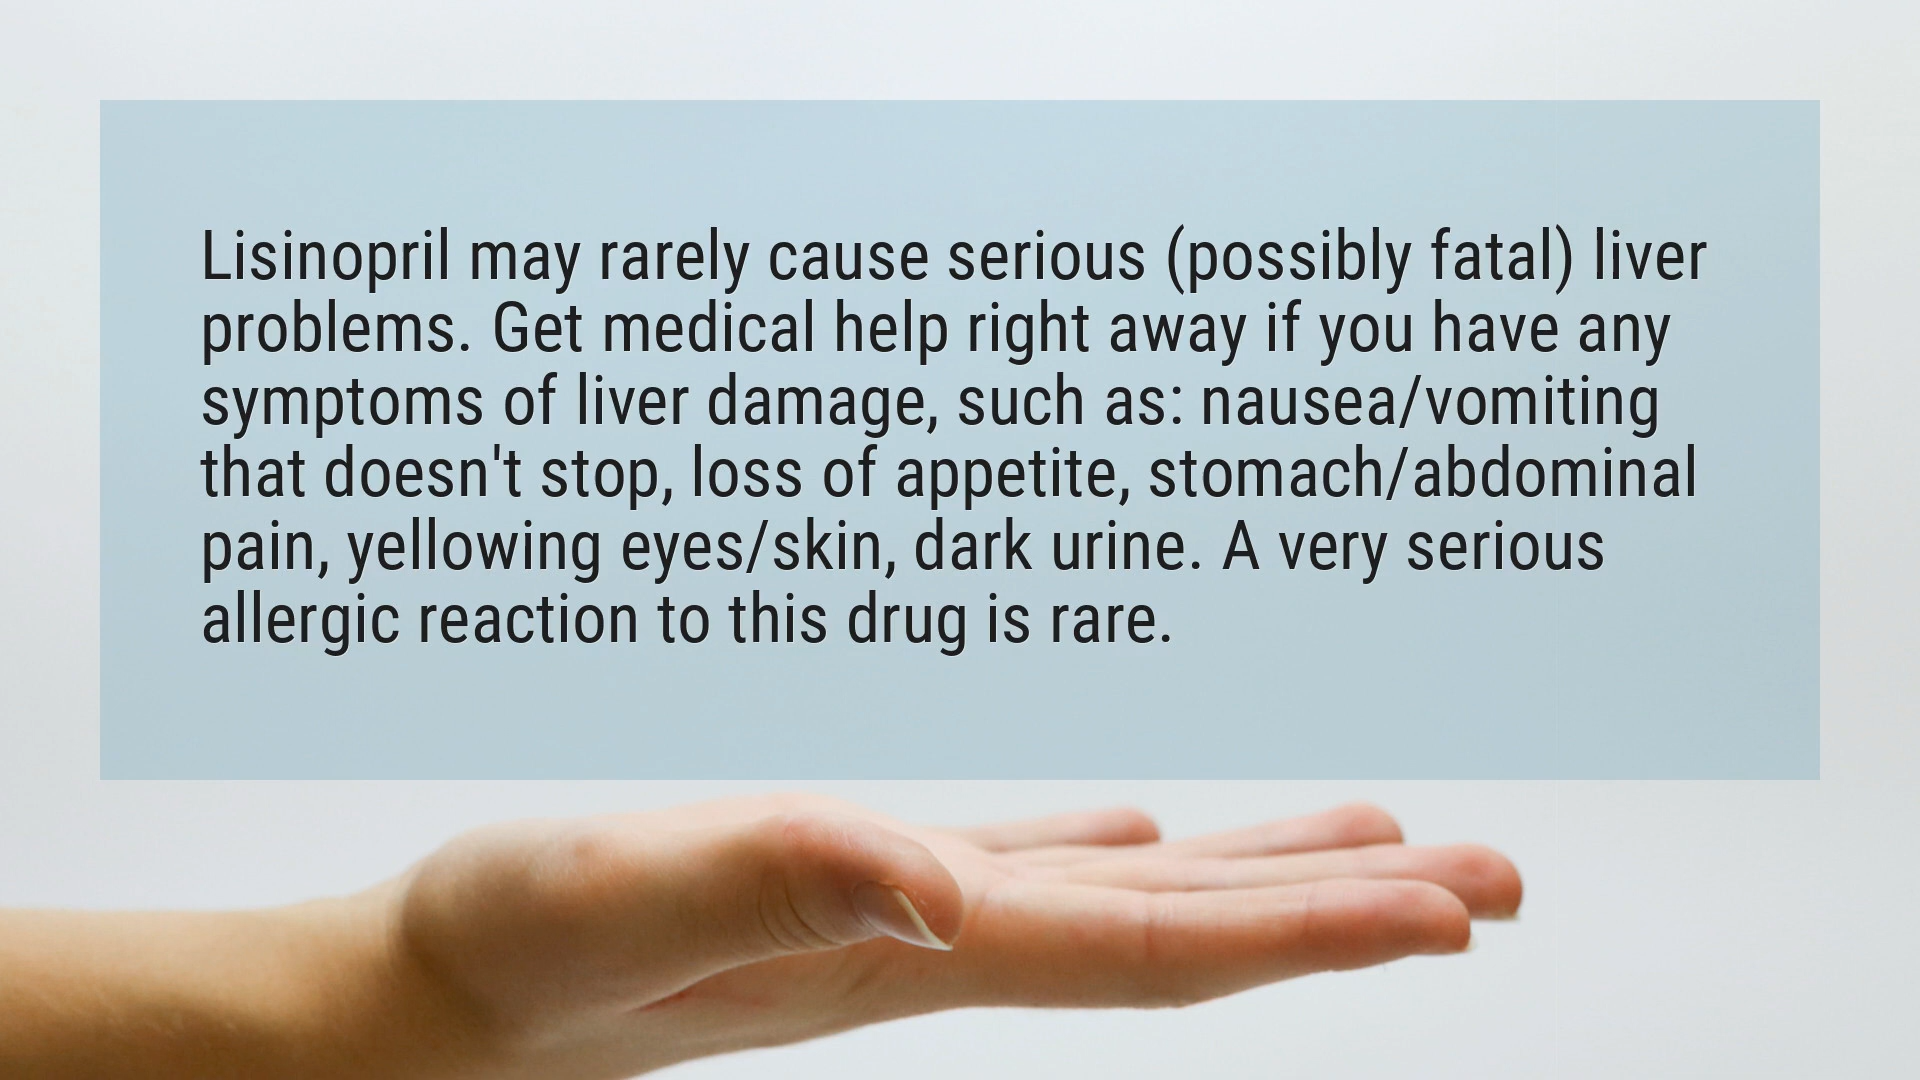 Lisinopril may rarely cause serious (possibly fatal) liver
problems. Get medical help right away if you have any
symptoms of liver damage, such as: nausea/vomiting
that doesn't stop, loss of appetite, stomach/abdominal
pain, yellowing eyes/skin, dark urine. A very serious
allergic reaction to this drug is rare.